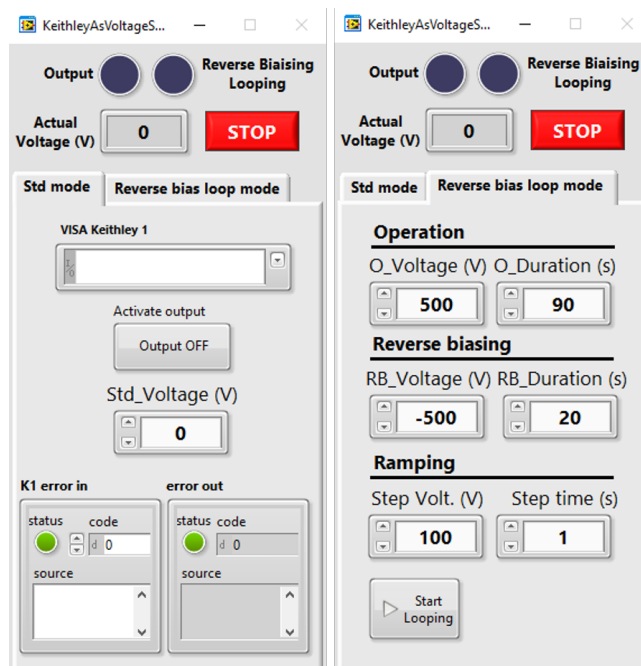 KeithleyAsVoltageS...
Output
Reverse Biaising
Looping
Actual
Voltage (V)
0
STOP
Std mode
Reverse bias loop mode
VISA Keithley 1
I/O
Activate output
Output OFF
Std_Voltage (V)
0
K1 error in
error out
status
code
d 0
source
status
code
d 0
source
KeithleyAsVoltageS...
Output
Reverse Biaising
Looping
Actual
Voltage (V)
0
STOP
Std mode
Reverse bias loop mode
Operation
O_Voltage (V) O_Duration (s)
500 90
Reverse biasing
RB_Voltage (V) RB_Duration (s)
-500 20
Ramping
Step Volt. (V) Step time (s)
100 1
Start
Looping